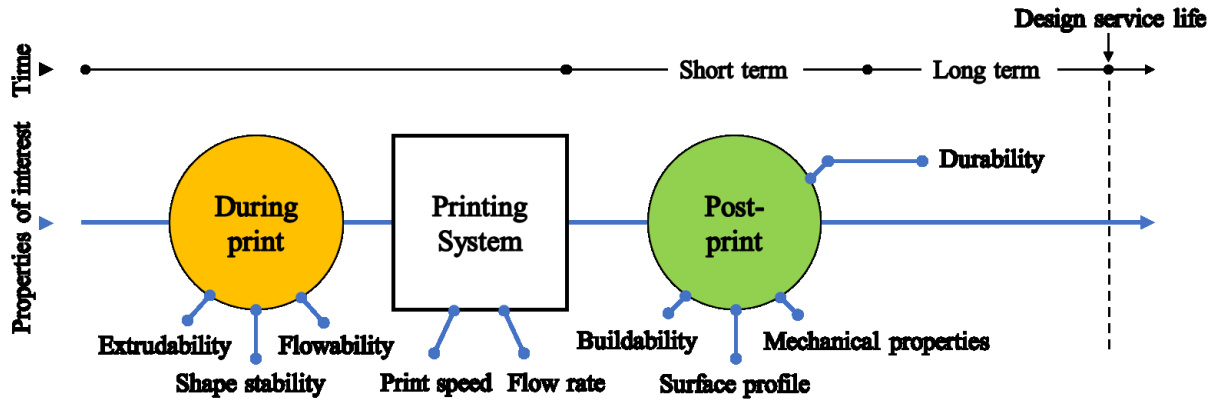 Design service life
Time
Short term
Long term
Properties of interest
During
print
Printing
System
Post-
print
Durability
Extrudability
Flowability
Shape stability
Print speed
Flow rate
Buildability
Mechanical properties
Surface profile